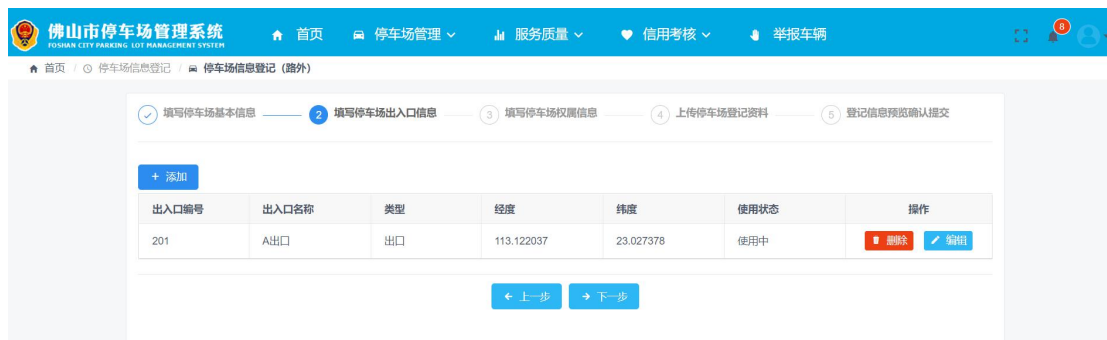 佛山市停车场管理系统 首页 停车场管理 服务质量 信用考核 举报车辆 8
FOSHAN CITY PARKING LOT MANAGEMENT SYSTEM
首页 / 停车场信息登记 / 停车场信息登记（路外）
填写停车场基本信息 2 填写停车场出入口信息 3 填写停车场权属信息 4 上传停车场登记资料 5 登记信息预览确认提交
+ 添加
出入口编号 出入口名称 类型 经度 纬度 使用状态 操作
201 A出口 出口 113.122037 23.027378 使用中 删除 编辑
上一步 下一步